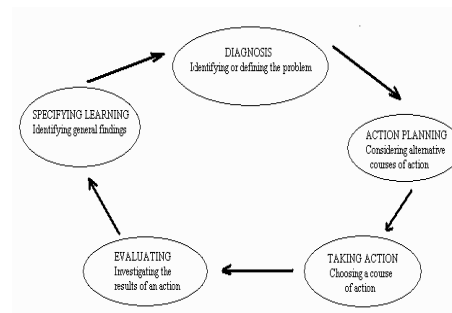 DIAGNOSIS
Identifying or defining the problem
ACTION PLANNING
Considering alternative
courses of action
TAKING ACTION
Choosing a course
of action
EVALUATING
Investigating the
results of an action
SPECIFYING LEARNING
Identifying general findings